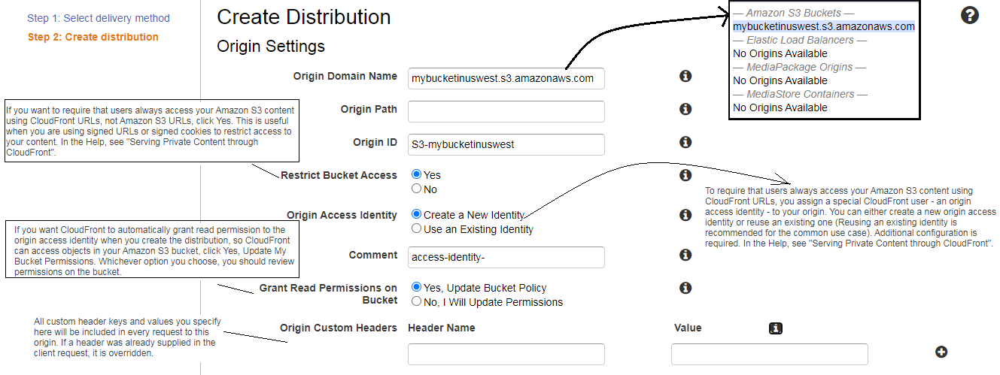 Step 1: Select delivery method
Step 2: Create distribution
Create Distribution
Origin Settings
— Amazon S3 Buckets —
mybucketinuswest.s3.amazonaws.com
— Elastic Load Balancers —
No Origins Available
— MediaPackage Origins —
No Origins Available
— MediaStore Containers —
No Origins Available
?
Origin Domain Name mybucketinuswest.s3.amazonaws.com
Origin Path
Origin ID S3-mybucketinuswest
If you want to require that users always access your Amazon S3 content
using CloudFront URLs, not Amazon S3 URLs, click Yes. This is useful
when you are using signed URLs or signed cookies to restrict access to
your content. In the Help, see "Serving Private Content through
CloudFront".
Restrict Bucket Access Yes
No
Origin Access Identity Create a New Identity
Use an Existing Identity
To require that users always access your Amazon S3 content using
CloudFront URLs, you assign a special CloudFront user - an origin
access identity - to your origin. You can either create a new origin access
identity or reuse an existing one (Reusing an existing identity is
recommended for the common use case). Additional configuration is
required. In the Help, see "Serving Private Content through CloudFront".
If you want CloudFront to automatically grant read permission to the
origin access identity when you create the distribution, so CloudFront
can access objects in your Amazon S3 bucket, click Yes, Update My
Bucket Permissions. Whichever option you choose, you should review
permissions on the bucket.
Comment access-identity-
Grant Read Permissions on Yes, Update Bucket Policy
Bucket No, I Will Update Permissions
All custom header keys and values you specify
here will be included in every request to this
origin. If a header was already supplied in the
client request, it is overridden.
Origin Custom Headers Header Name Value